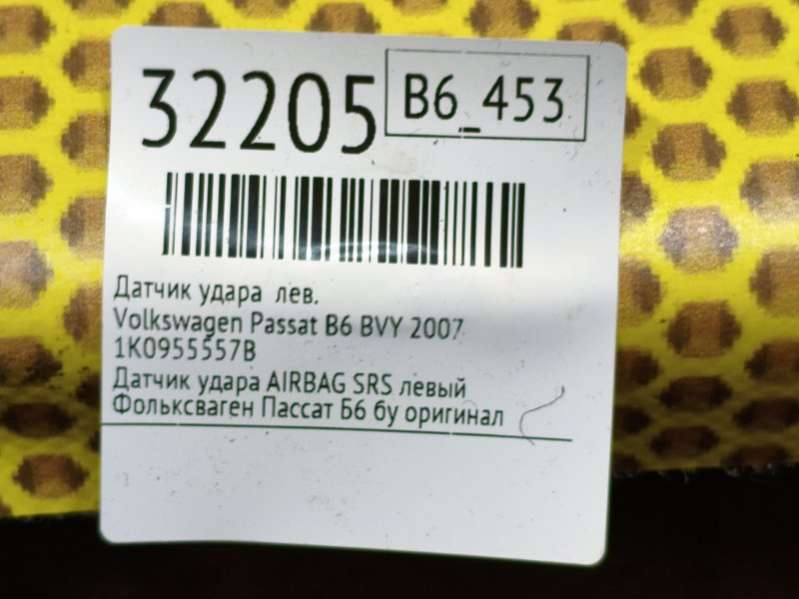 32205
B6_453
Датчик удара лев.
Volkswagen Passat B6 BVY 2007
1K0955557B
Датчик удара AIRBAG SRS левый
Фольксваген Пассат Б6 бу оригинал